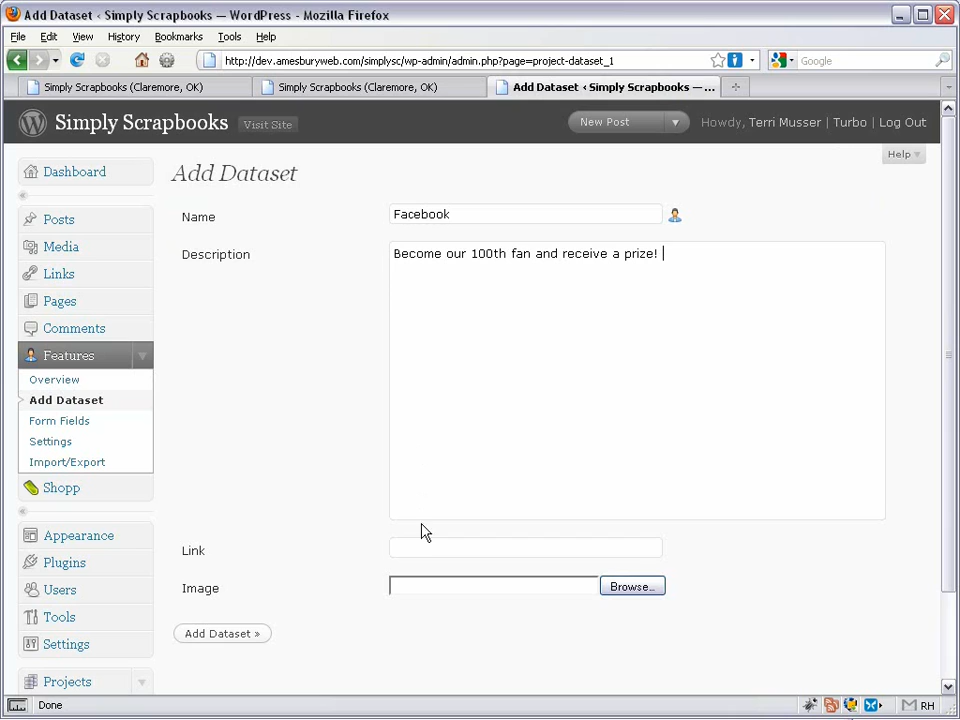 Add Dataset ‹ Simply Scrapbooks — WordPress - Mozilla Firefox
File Edit View History Bookmarks Tools Help
http://dev.amesburyweb.com/simplysc/wp-admin/admin.php?page=project-dataset_1
Google
Simply Scrapbooks (Claremore, OK)
Simply Scrapbooks (Claremore, OK)
Add Dataset ‹ Simply Scrapbooks — ...
Simply Scrapbooks
Visit Site
New Post
Howdy, Terri Musser | Turbo | Log Out
Help
Dashboard
Posts
Media
Links
Pages
Comments
Features
Overview
Add Dataset
Form Fields
Settings
Import/Export
Shopp
Appearance
Plugins
Users
Tools
Settings
Projects
Add Dataset
Name
Facebook
Description
Become our 100th fan and receive a prize!
Link
Image
Browse...
Add Dataset »
Done
RH